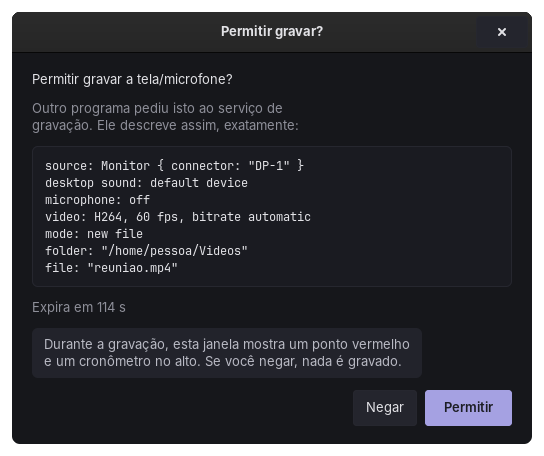 Permitir gravar?
Permitir gravar a tela/microfone?
Outro programa pediu isto ao serviço de
gravação. Ele descreve assim, exatamente:
source: Monitor { connector: "DP-1" }
desktop sound: default device
microphone: off
video: H264, 60 fps, bitrate automatic
mode: new file
folder: "/home/pessoa/Videos"
file: "reuniao.mp4"
Expira em 114 s
Durante a gravação, esta janela mostra um ponto vermelho
e um cronômetro no alto. Se você negar, nada é gravado.
Negar
Permitir